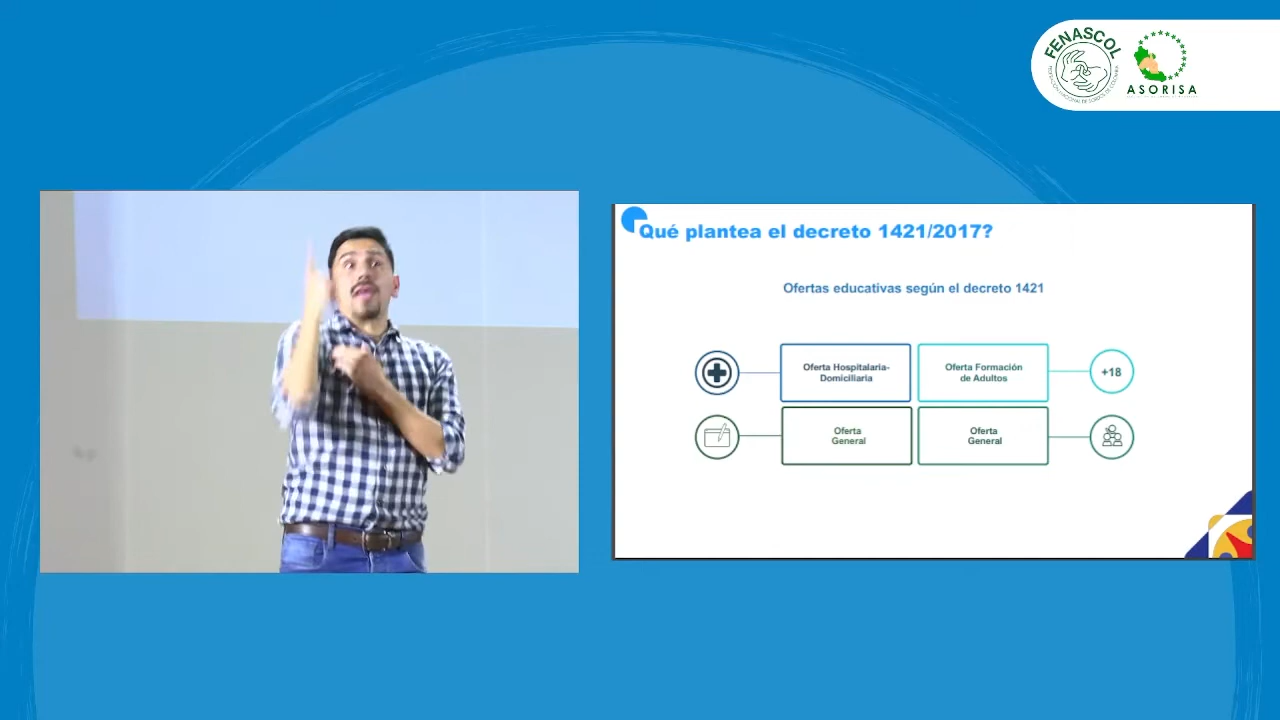 FENASCOL
ASORISA
Qué plantea el decreto 1421/2017?
Ofertas educativas según el decreto 1421
Oferta Hospitalaria-
Domiciliaria
Oferta Formación
de Adultos
+18
Oferta
General
Oferta
General